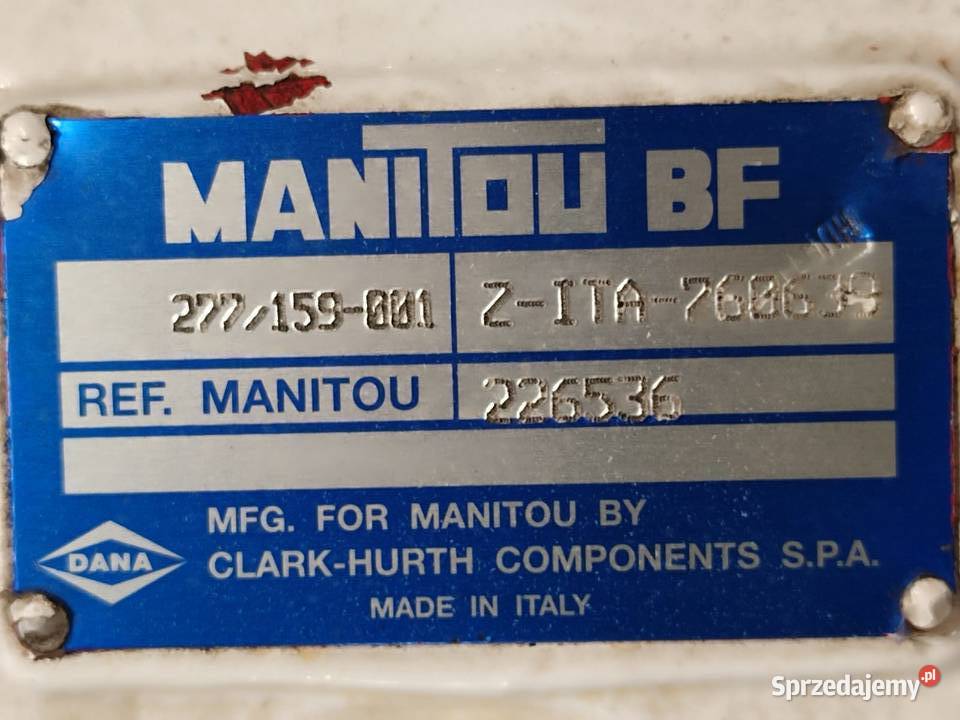 MANITOU BF
277/159-001 Z-ITA-760639
REF. MANITOU 226536
MFG. FOR MANITOU BY
DANA CLARK-HURTH COMPONENTS S.P.A.
MADE IN ITALY
Sprzedajemy.pl